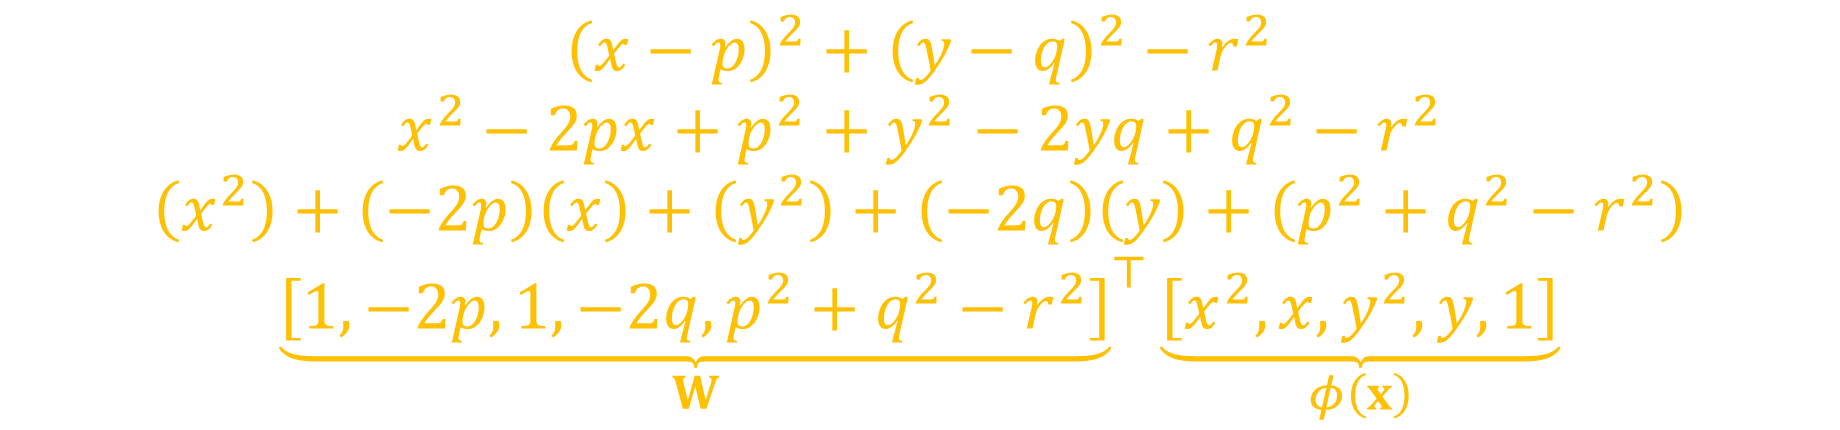 (x − p)² + (y − q)² − r²
x² − 2px + p² + y² − 2yq + q² − r²
(x²) + (−2p)(x) + (y²) + (−2q)(y) + (p² + q² − r²)
[1, −2p, 1, −2q, p² + q² − r²]⊤ [x², x, y², y, 1]
w ϕ(x)